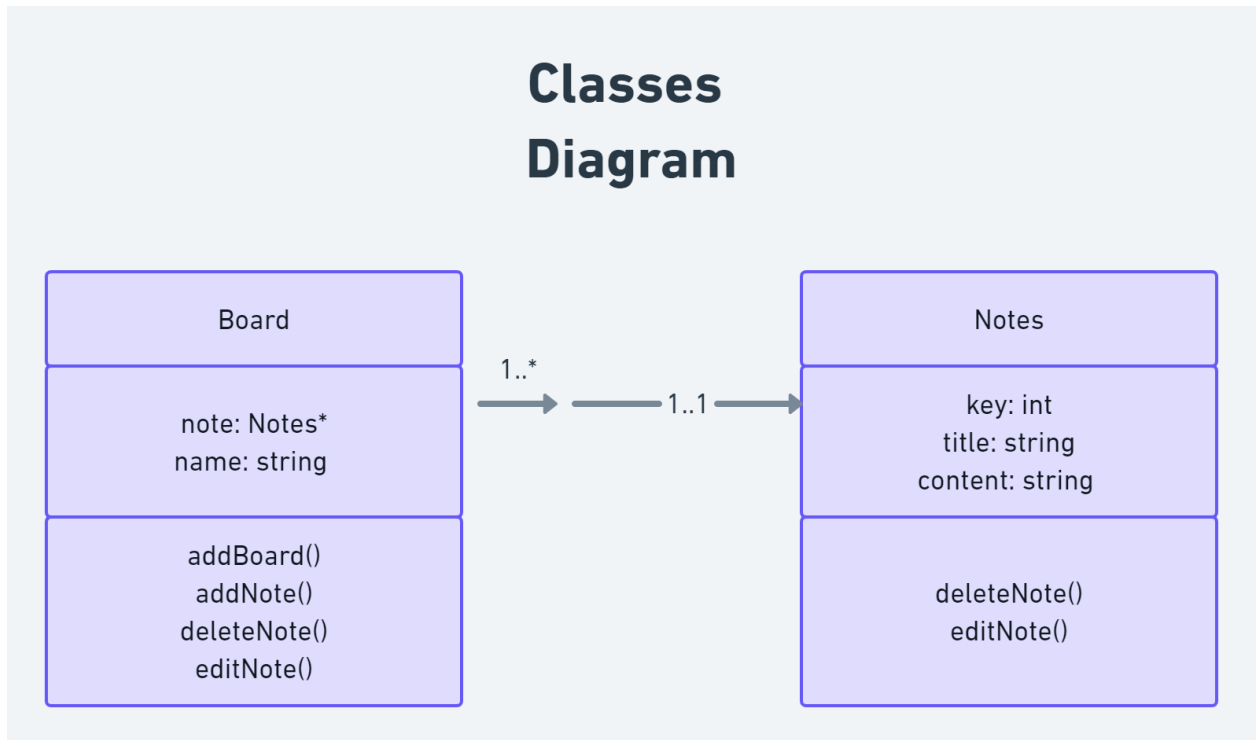 Classes
Diagram
Board
note: Notes*
name: string
addBoard()
addNote()
deleteNote()
editNote()
1..*
1..1
Notes
key: int
title: string
content: string
deleteNote()
editNote()